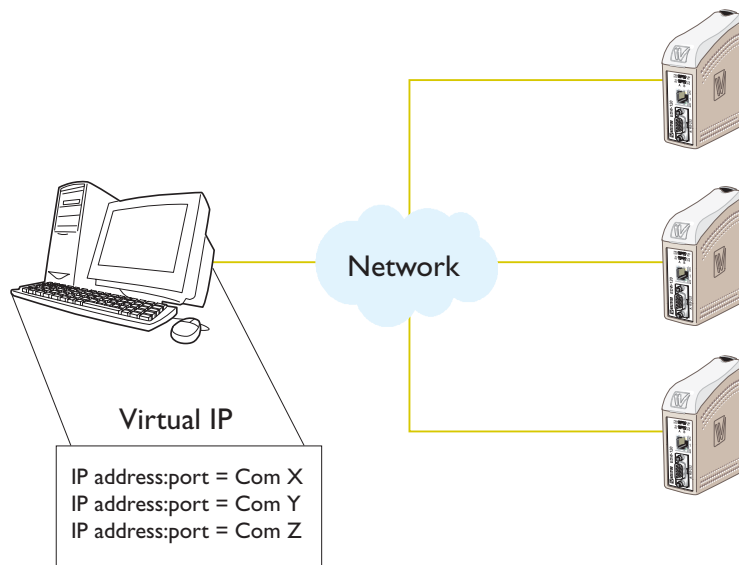 Network
Virtual IP
IP address:port = Com X
IP address:port = Com Y
IP address:port = Com Z